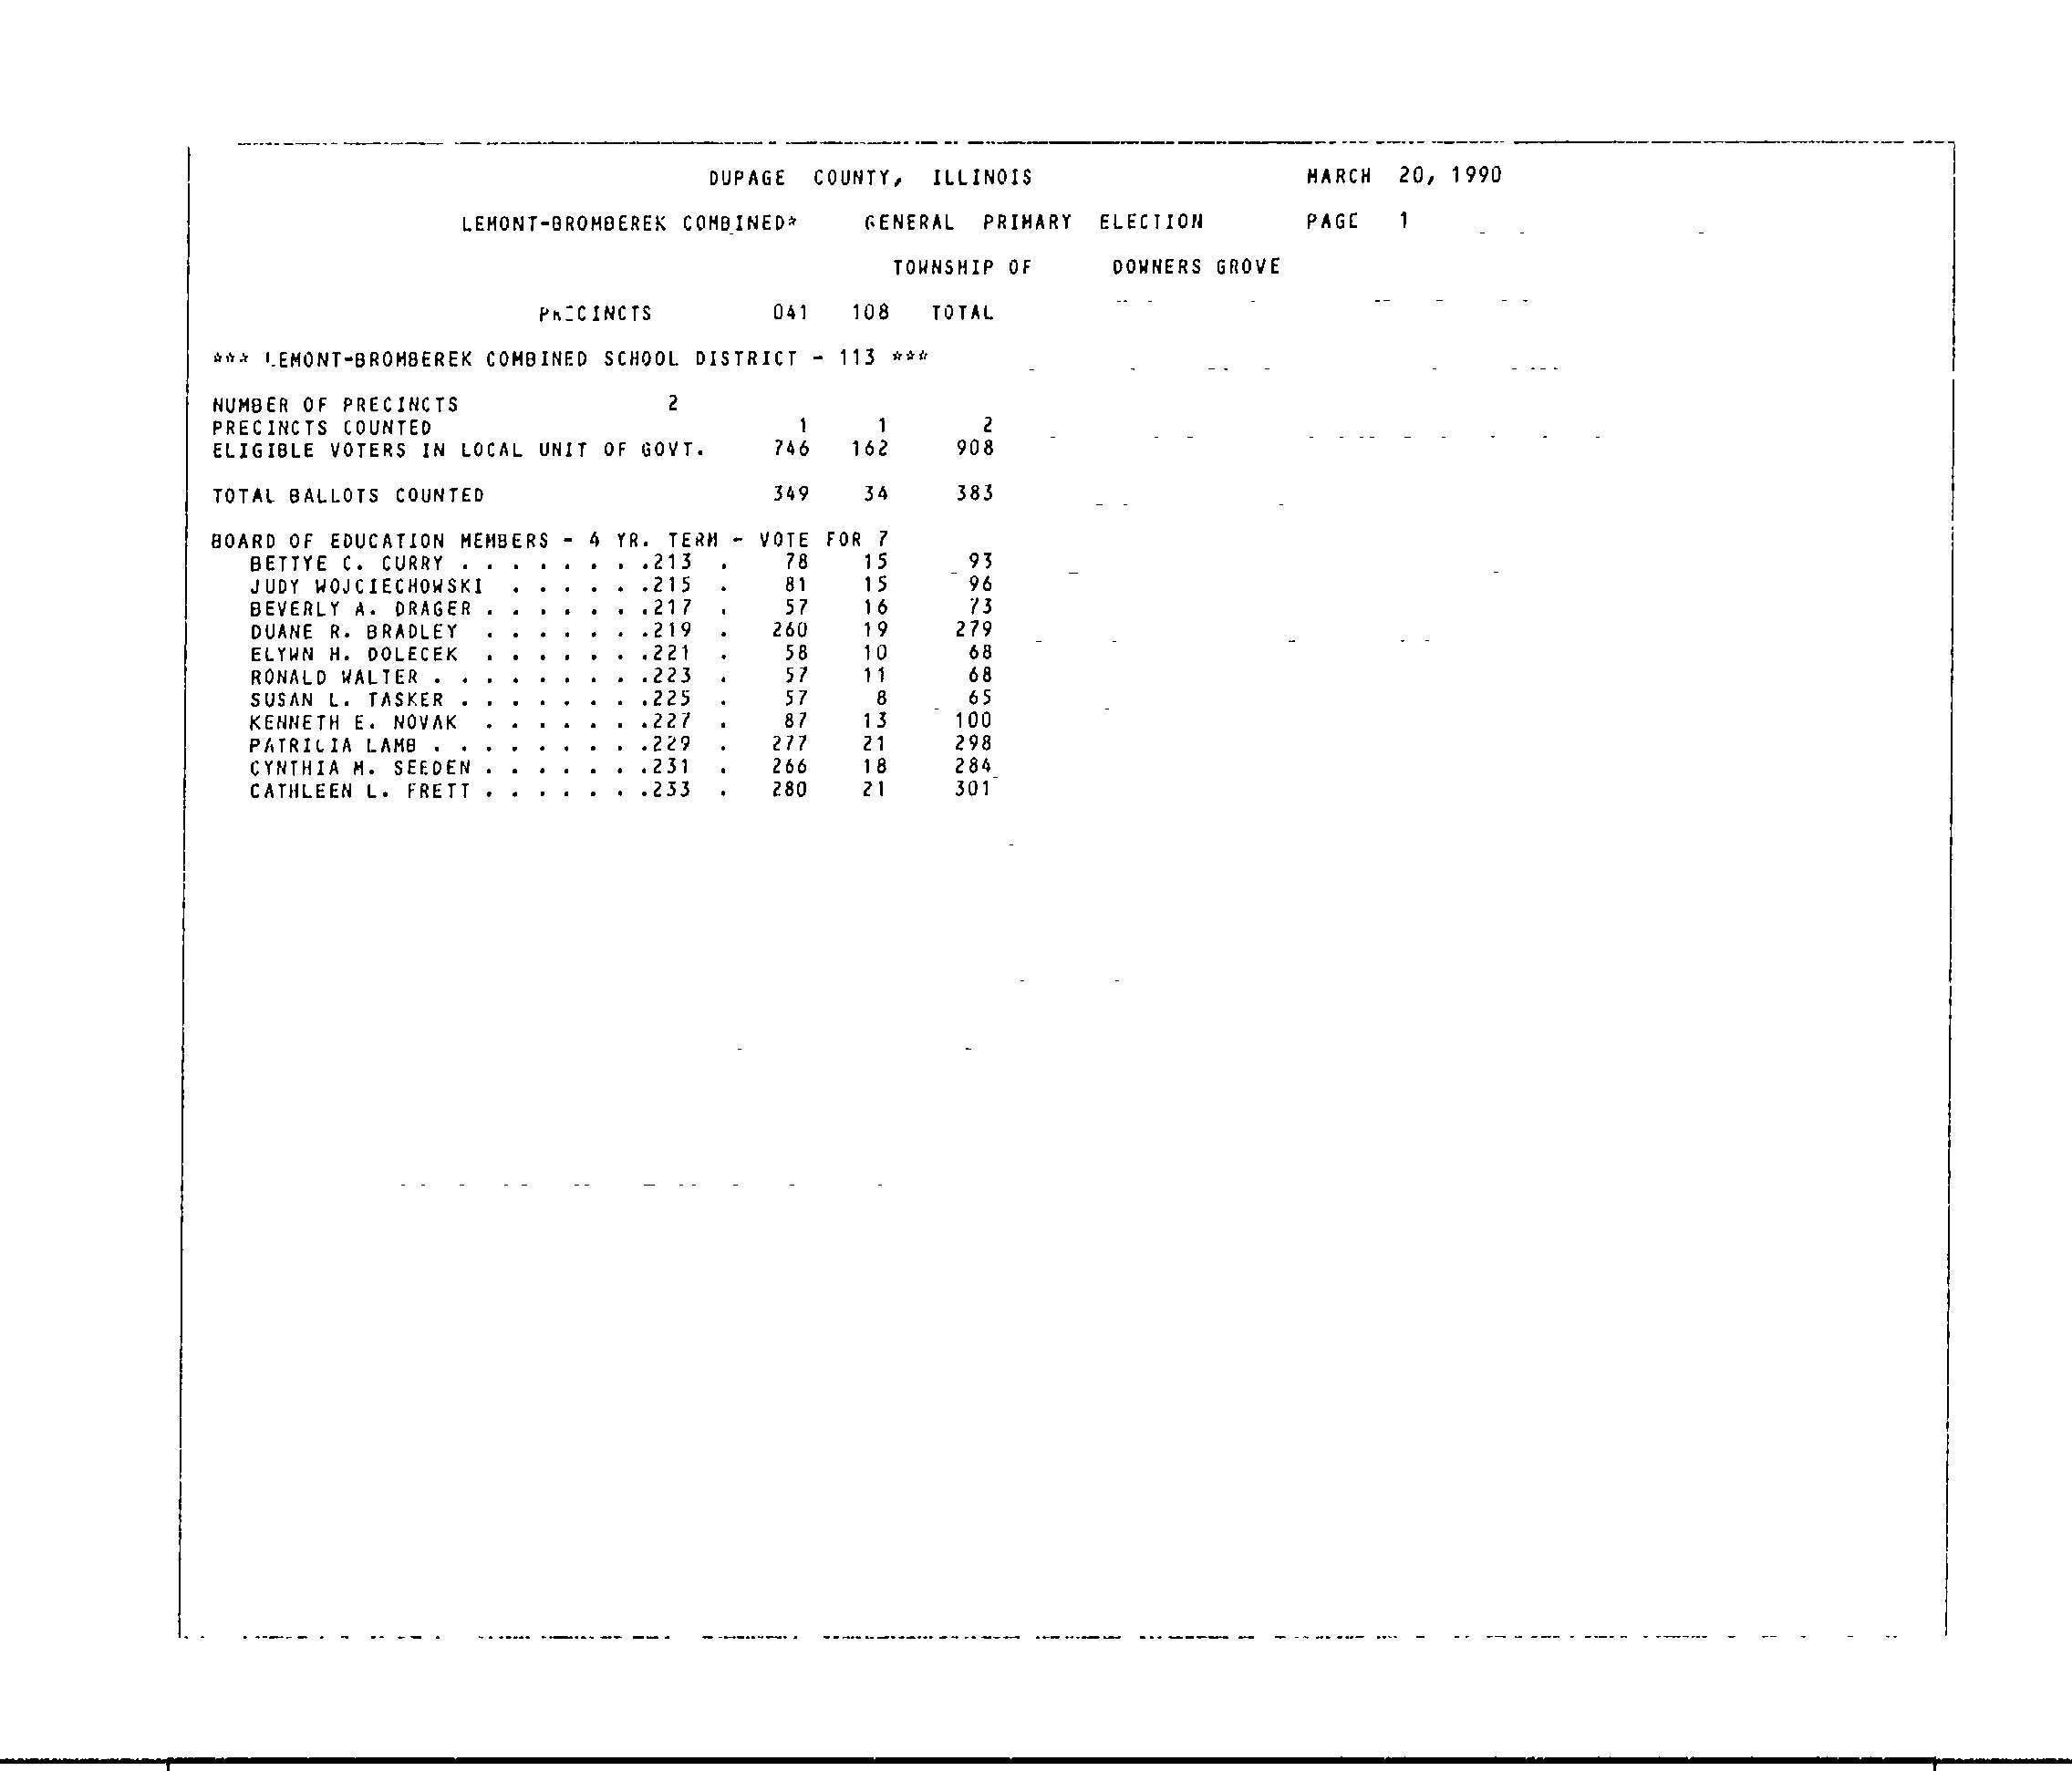 DUPAGE COUNTY, ILLINOIS MARCH 20, 1990
LEMONT-BROMBEREK COMBINED* GENERAL PRIMARY ELECTION PAGE 1
TOWNSHIP OF DOWNERS GROVE
PRECINCTS 041 108 TOTAL
*** LEMONT-BROMBEREK COMBINED SCHOOL DISTRICT - 113 ***
NUMBER OF PRECINCTS 2
PRECINCTS COUNTED 1 1 2
ELIGIBLE VOTERS IN LOCAL UNIT OF GOVT. 746 162 908
TOTAL BALLOTS COUNTED 349 34 383
BOARD OF EDUCATION MEMBERS - 4 YR. TERM - VOTE FOR 7
BETTYE C. CURRY . . . . . . . .213 . 78 15 93
JUDY WOJCIECHOWSKI . . . . . .215 . 81 15 96
BEVERLY A. DRAGER . . . . . . .217 . 57 16 73
DUANE R. BRADLEY . . . . . . .219 . 260 19 279
ELYWN H. DOLECEK . . . . . . .221 . 58 10 68
RONALD WALTER . . . . . . . . .223 . 57 11 68
SUSAN L. TASKER . . . . . . . .225 . 57 8 65
KENNETH E. NOVAK . . . . . . .227 . 87 13 100
PATRICIA LAMB . . . . . . . . .229 . 277 21 298
CYNTHIA M. SEEDEN . . . . . . .231 . 266 18 284
CATHLEEN L. FRETT . . . . . . .233 . 280 21 301